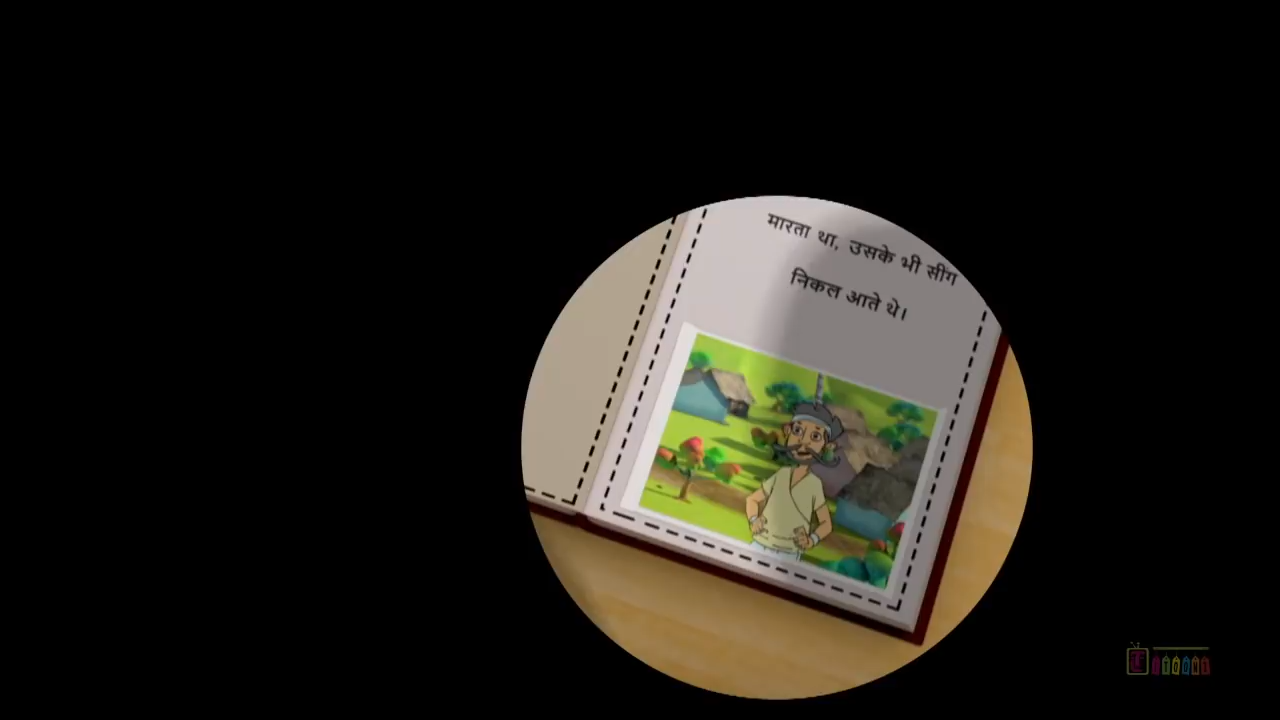 मारता था, उसके भी सींग
निकल आते थे।